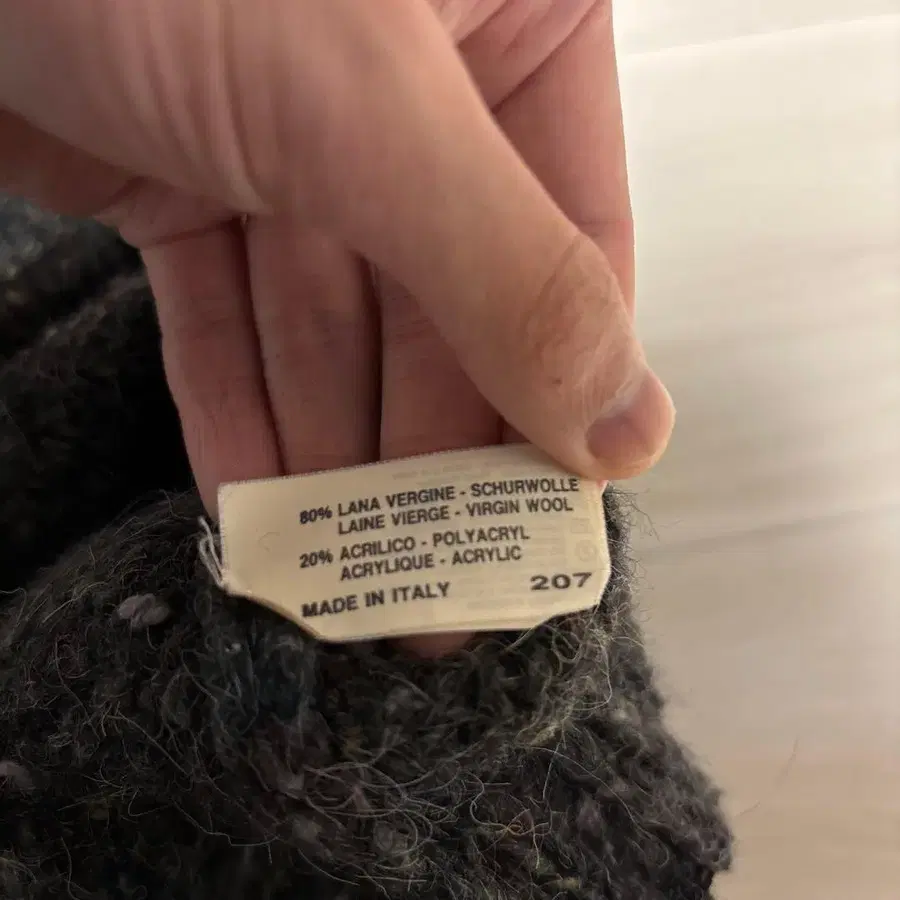 80% LANA VERGINE - SCHURWOLLE
LAINE VIERGE - VIRGIN WOOL
20% ACRILICO - POLYACRYL
ACRYLIQUE - ACRYLIC
MADE IN ITALY 207